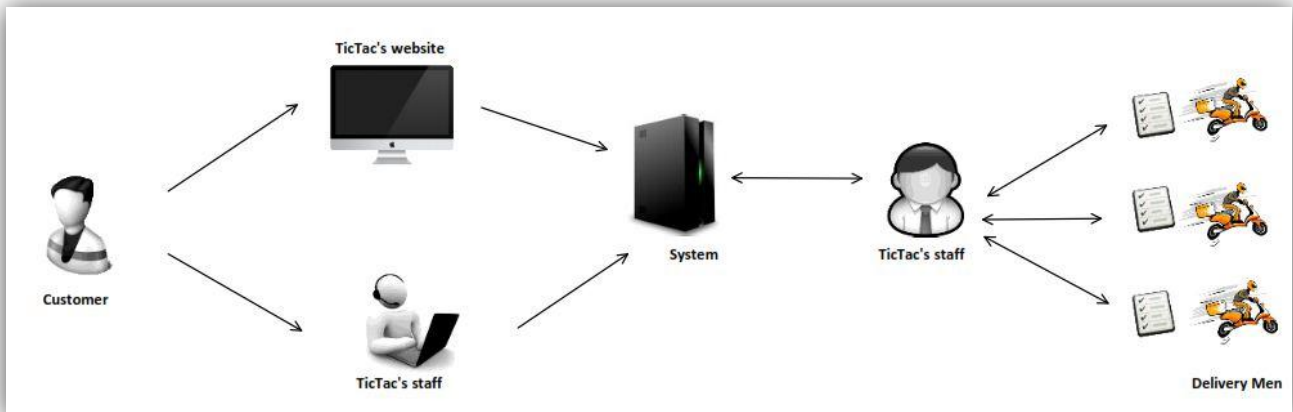 TicTac's website
System
TicTac's staff
Customer
TicTac's staff
Delivery Men